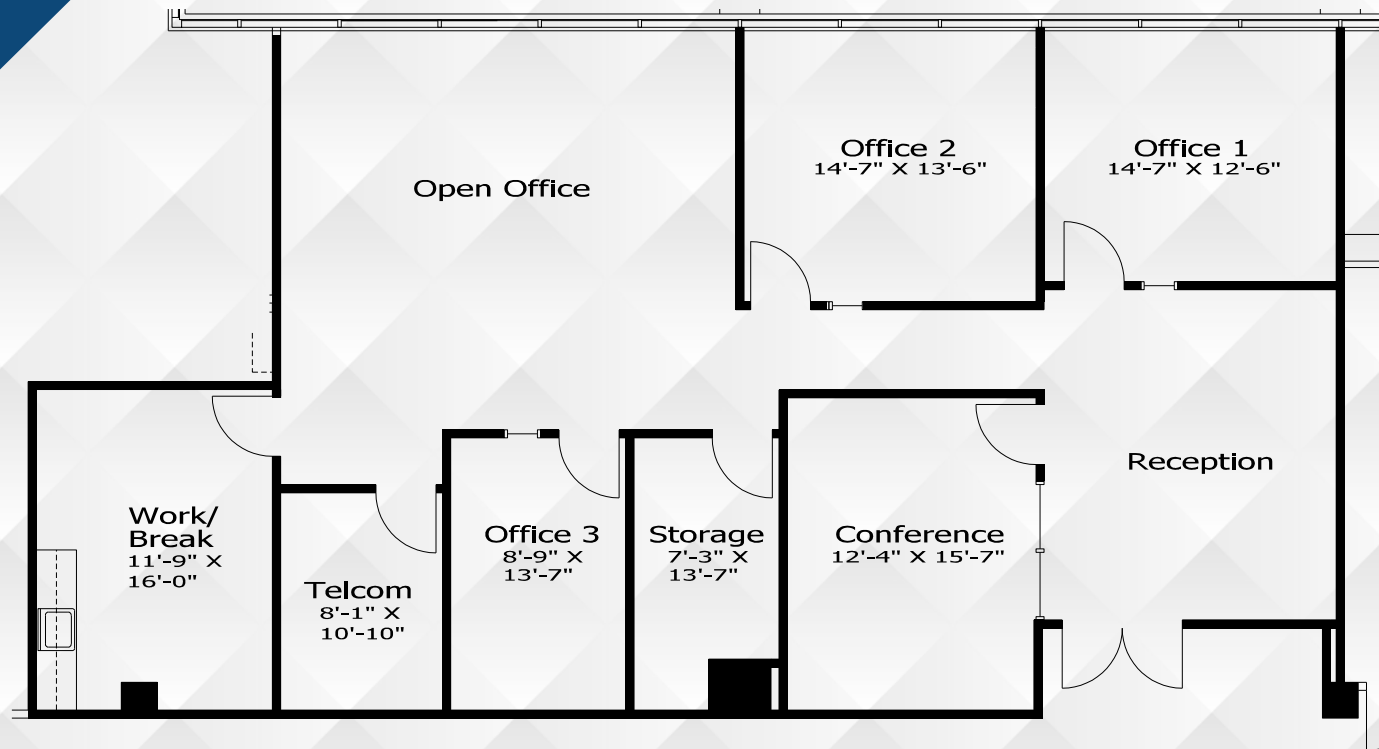 Office 2
14'-7" X 13'-6"
Office 1
14'-7" X 12'-6"
Open Office
Reception
Work/
Break
11'-9" X
16'-0"
Telcom
8'-1" X
10'-10"
Office 3
8'-9" X
13'-7"
Storage
7'-3" X
13'-7"
Conference
12'-4" X 15'-7"